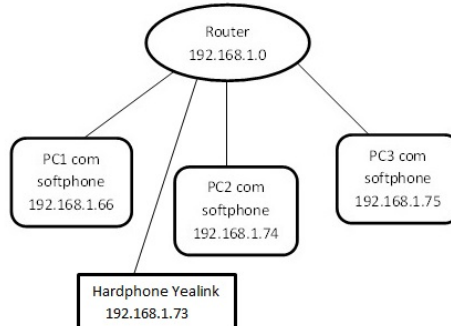 Router
192.168.1.0
PC1 com
softphone
192.168.1.66
PC2 com
softphone
192.168.1.74
PC3 com
softphone
192.168.1.75
Hardphone Yealink
192.168.1.73